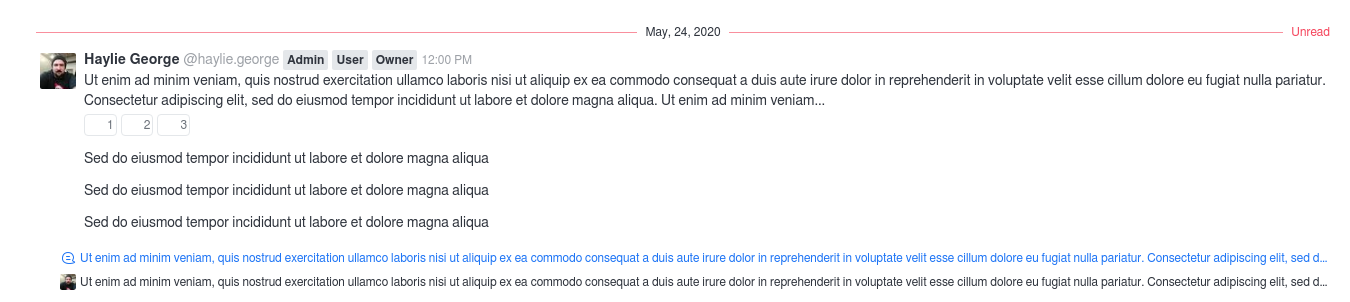 May, 24, 2020 Unread
Haylie George @haylie.george Admin User Owner 12:00 PM
Ut enim ad minim veniam, quis nostrud exercitation ullamco laboris nisi ut aliquip ex ea commodo consequat a duis aute irure dolor in reprehenderit in voluptate velit esse cillum dolore eu fugiat nulla pariatur.
Consectetur adipiscing elit, sed do eiusmod tempor incididunt ut labore et dolore magna aliqua. Ut enim ad minim veniam...
1 2 3
Sed do eiusmod tempor incididunt ut labore et dolore magna aliqua
Sed do eiusmod tempor incididunt ut labore et dolore magna aliqua
Sed do eiusmod tempor incididunt ut labore et dolore magna aliqua
Ut enim ad minim veniam, quis nostrud exercitation ullamco laboris nisi ut aliquip ex ea commodo consequat a duis aute irure dolor in reprehenderit in voluptate velit esse cillum dolore eu fugiat nulla pariatur. Consectetur adipiscing elit, sed d...
Ut enim ad minim veniam, quis nostrud exercitation ullamco laboris nisi ut aliquip ex ea commodo consequat a duis aute irure dolor in reprehenderit in voluptate velit esse cillum dolore eu fugiat nulla pariatur. Consectetur adipiscing elit, sed d...